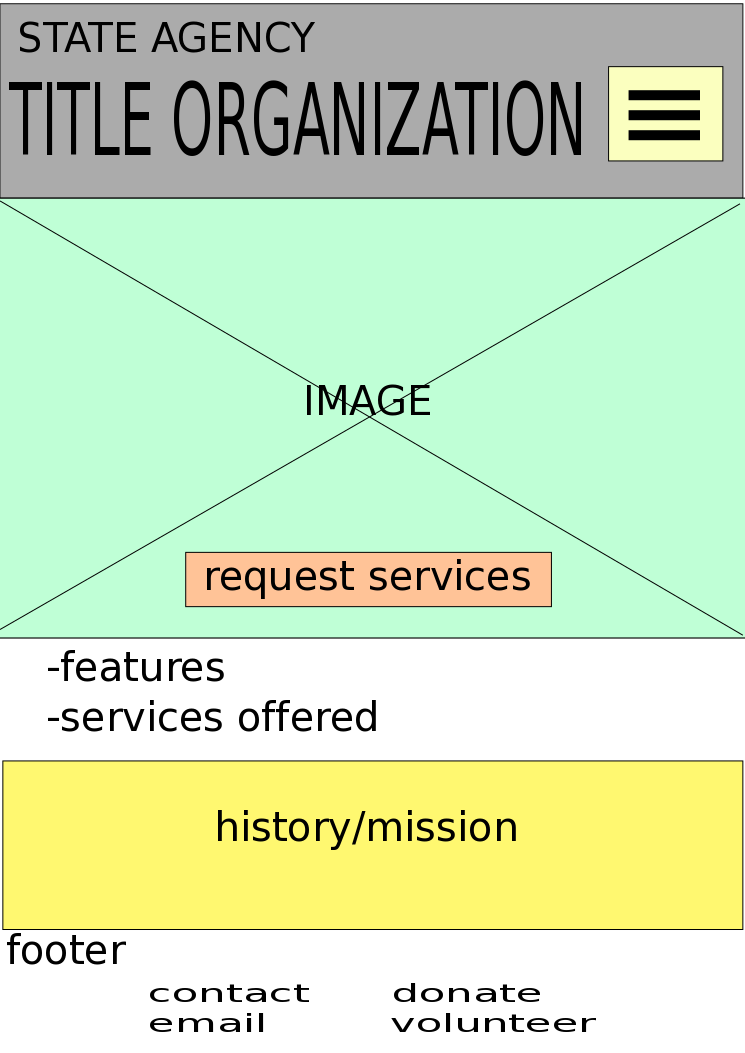 STATE AGENCY
TITLE ORGANIZATION
IMAGE
request services
-features
-services offered
history/mission
footer
contact donate
email volunteer